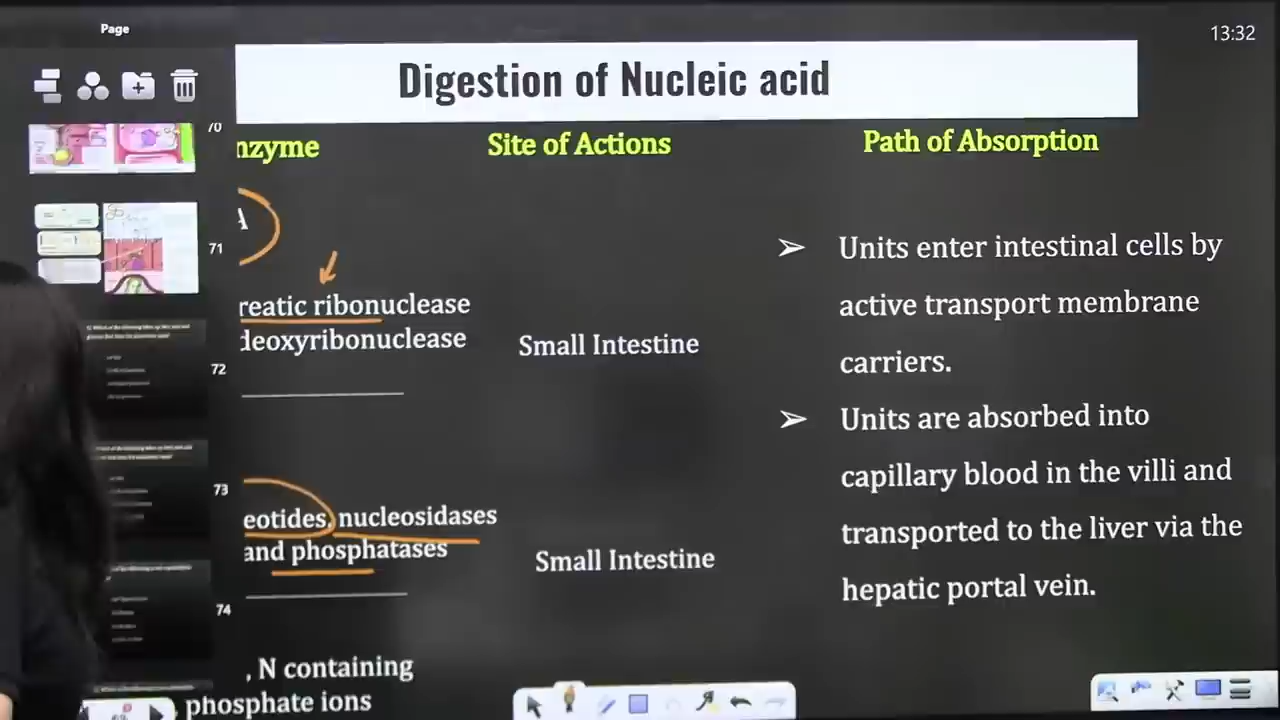 Page
13:32
Digestion of Nucleic acid
nzyme
Site of Actions
Path of Absorption
70
71
72
73
74
reatic ribonuclease
deoxyribonuclease
Small Intestine
eotides, nucleosidases
and phosphatases
Small Intestine
, N containing
phosphate ions
➢ Units enter intestinal cells by
active transport membrane
carriers.
➢ Units are absorbed into
capillary blood in the villi and
transported to the liver via the
hepatic portal vein.